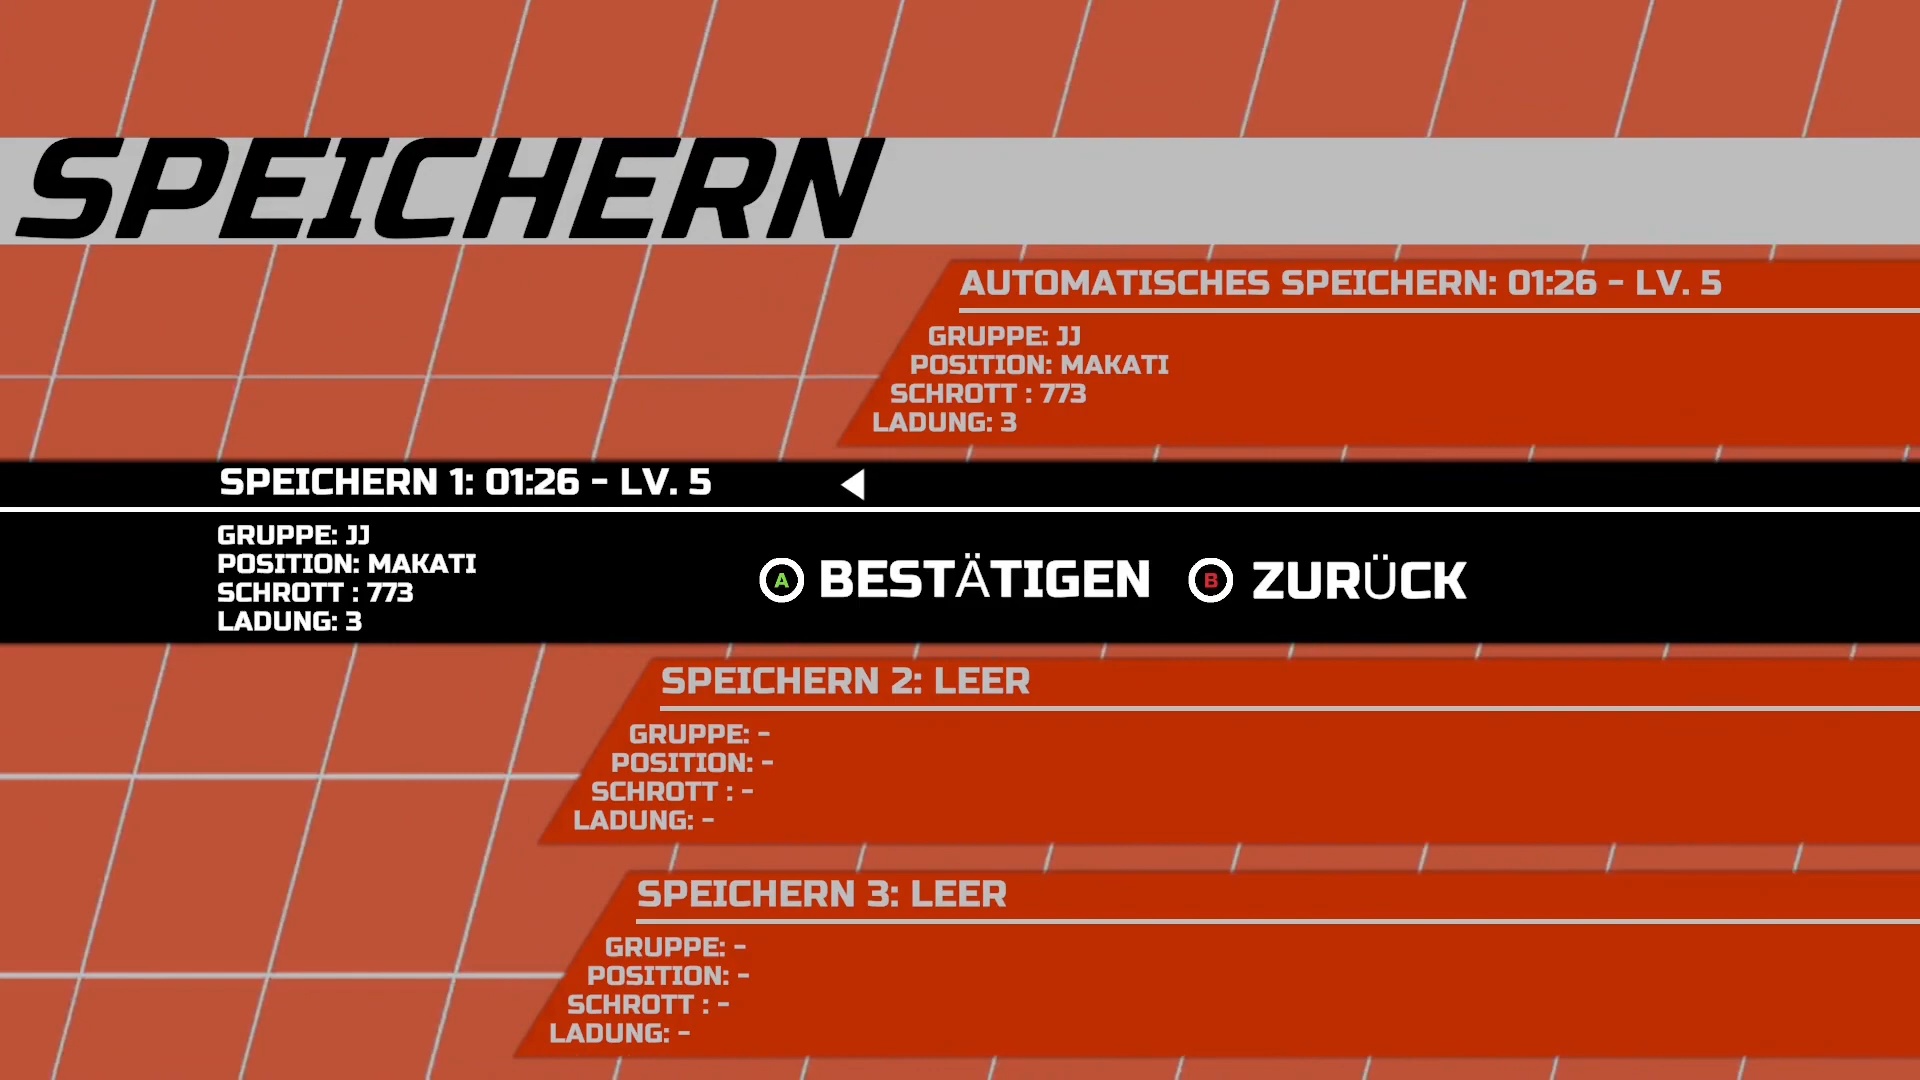 SPEICHERN
AUTOMATISCHES SPEICHERN: 01:26 - LV. 5
GRUPPE: JJ
POSITION: MAKATI
SCHROTT : 773
LADUNG: 3
SPEICHERN 1: 01:26 - LV. 5
GRUPPE: JJ
POSITION: MAKATI
SCHROTT : 773
LADUNG: 3
A BESTÄTIGEN B ZURÜCK
SPEICHERN 2: LEER
GRUPPE: -
POSITION: -
SCHROTT : -
LADUNG: -
SPEICHERN 3: LEER
GRUPPE: -
POSITION: -
SCHROTT : -
LADUNG: -